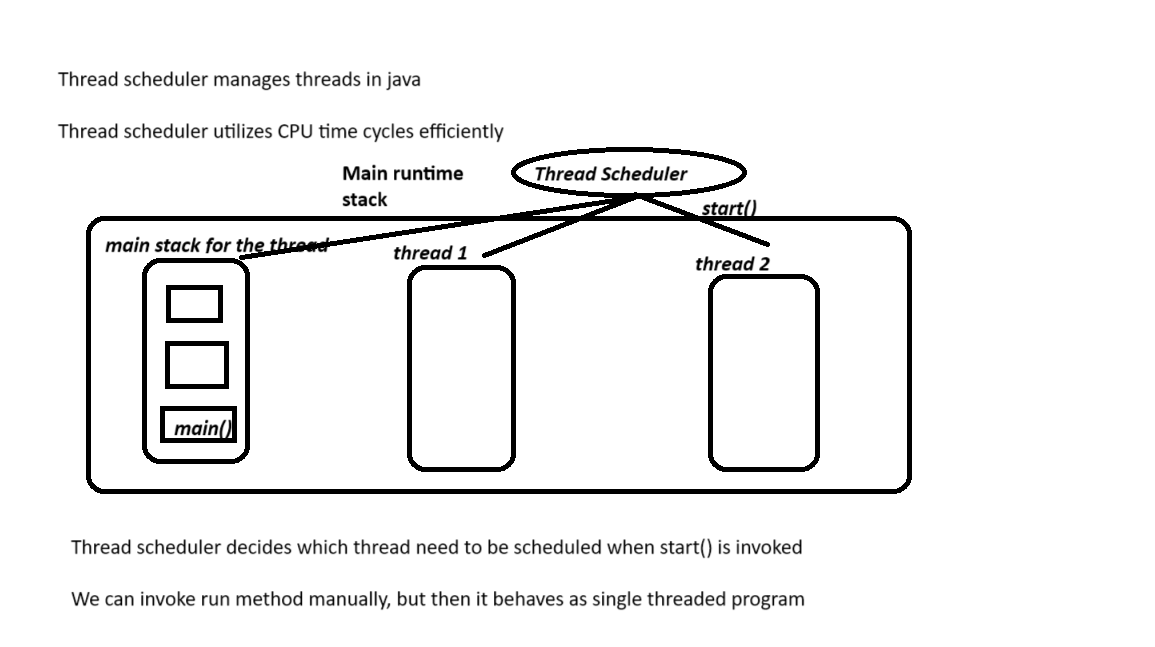 Thread scheduler manages threads in java
Thread scheduler utilizes CPU time cycles efficiently
Main runtime
stack
Thread Scheduler
start()
main stack for the thread
thread 1
thread 2
main()
Thread scheduler decides which thread need to be scheduled when start() is invoked
We can invoke run method manually, but then it behaves as single threaded program